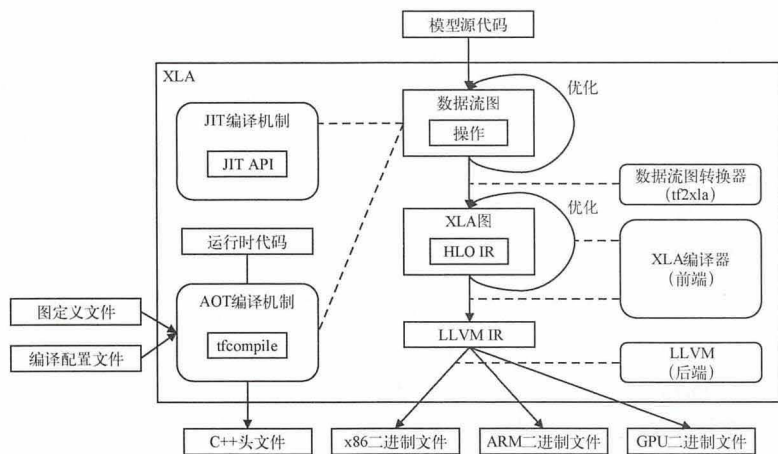 模型源代码
XLA
数据流图
操作
优化
JIT编译机制
JIT API
数据流图转换器
(tf2xla)
XLA图
HLO IR
优化
XLA编译器
(前端)
运行时代码
AOT编译机制
tfcompile
图定义文件
编译配置文件
LLVM IR
LLVM
(后端)
C++头文件
x86二进制文件
ARM二进制文件
GPU二进制文件